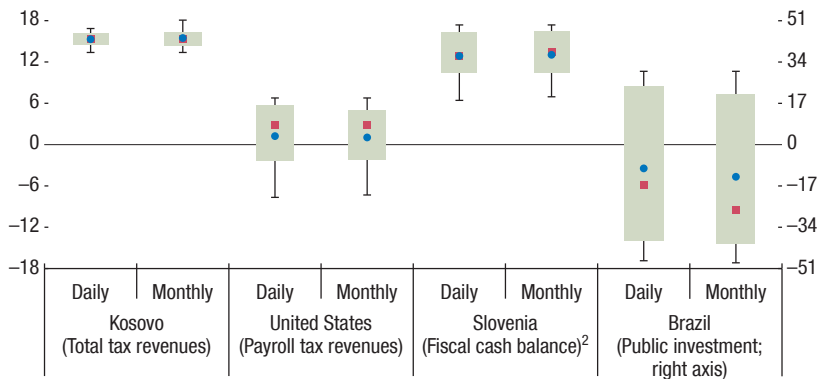 18 51
12 34
6 17
0 0
–6 –17
–12 –34
–18 –51
Daily Monthly Daily Monthly Daily Monthly Daily Monthly
Kosovo United States Slovenia Brazil
(Total tax revenues) (Payroll tax revenues) (Fiscal cash balance)² (Public investment;
right axis)